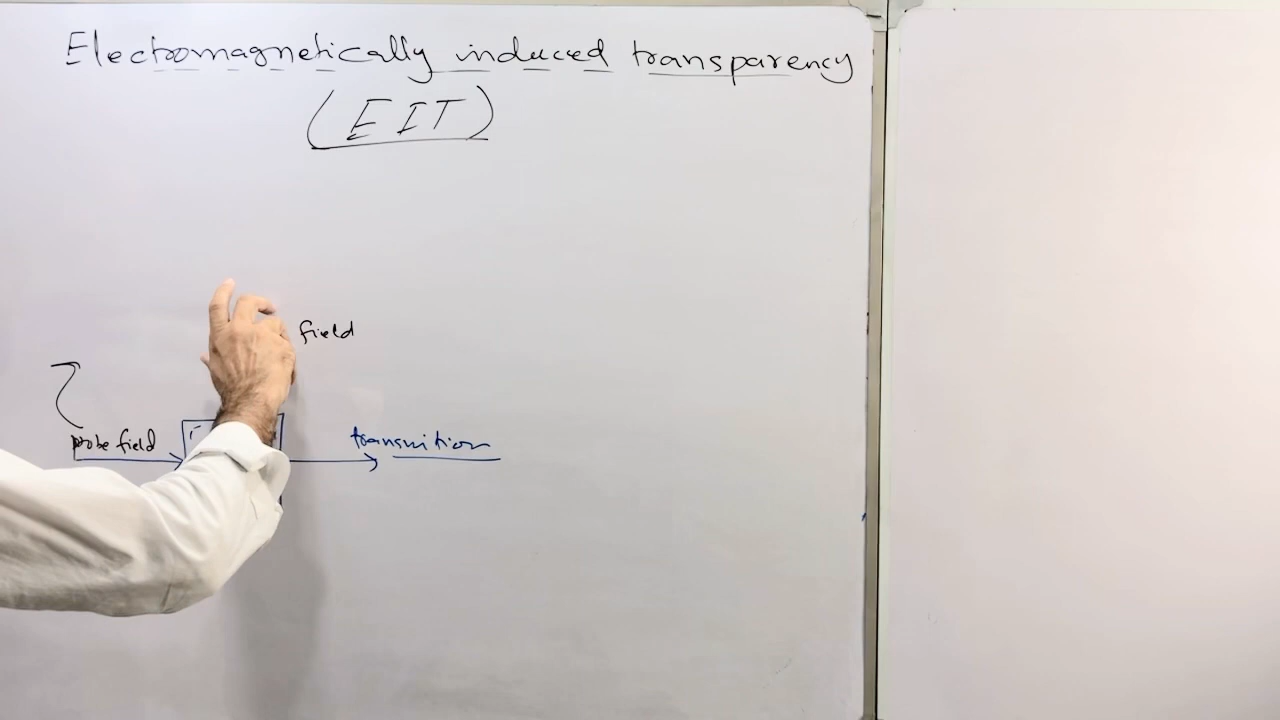 Electromagnetically induced transparency
(EIT)
field
probe field
transmition